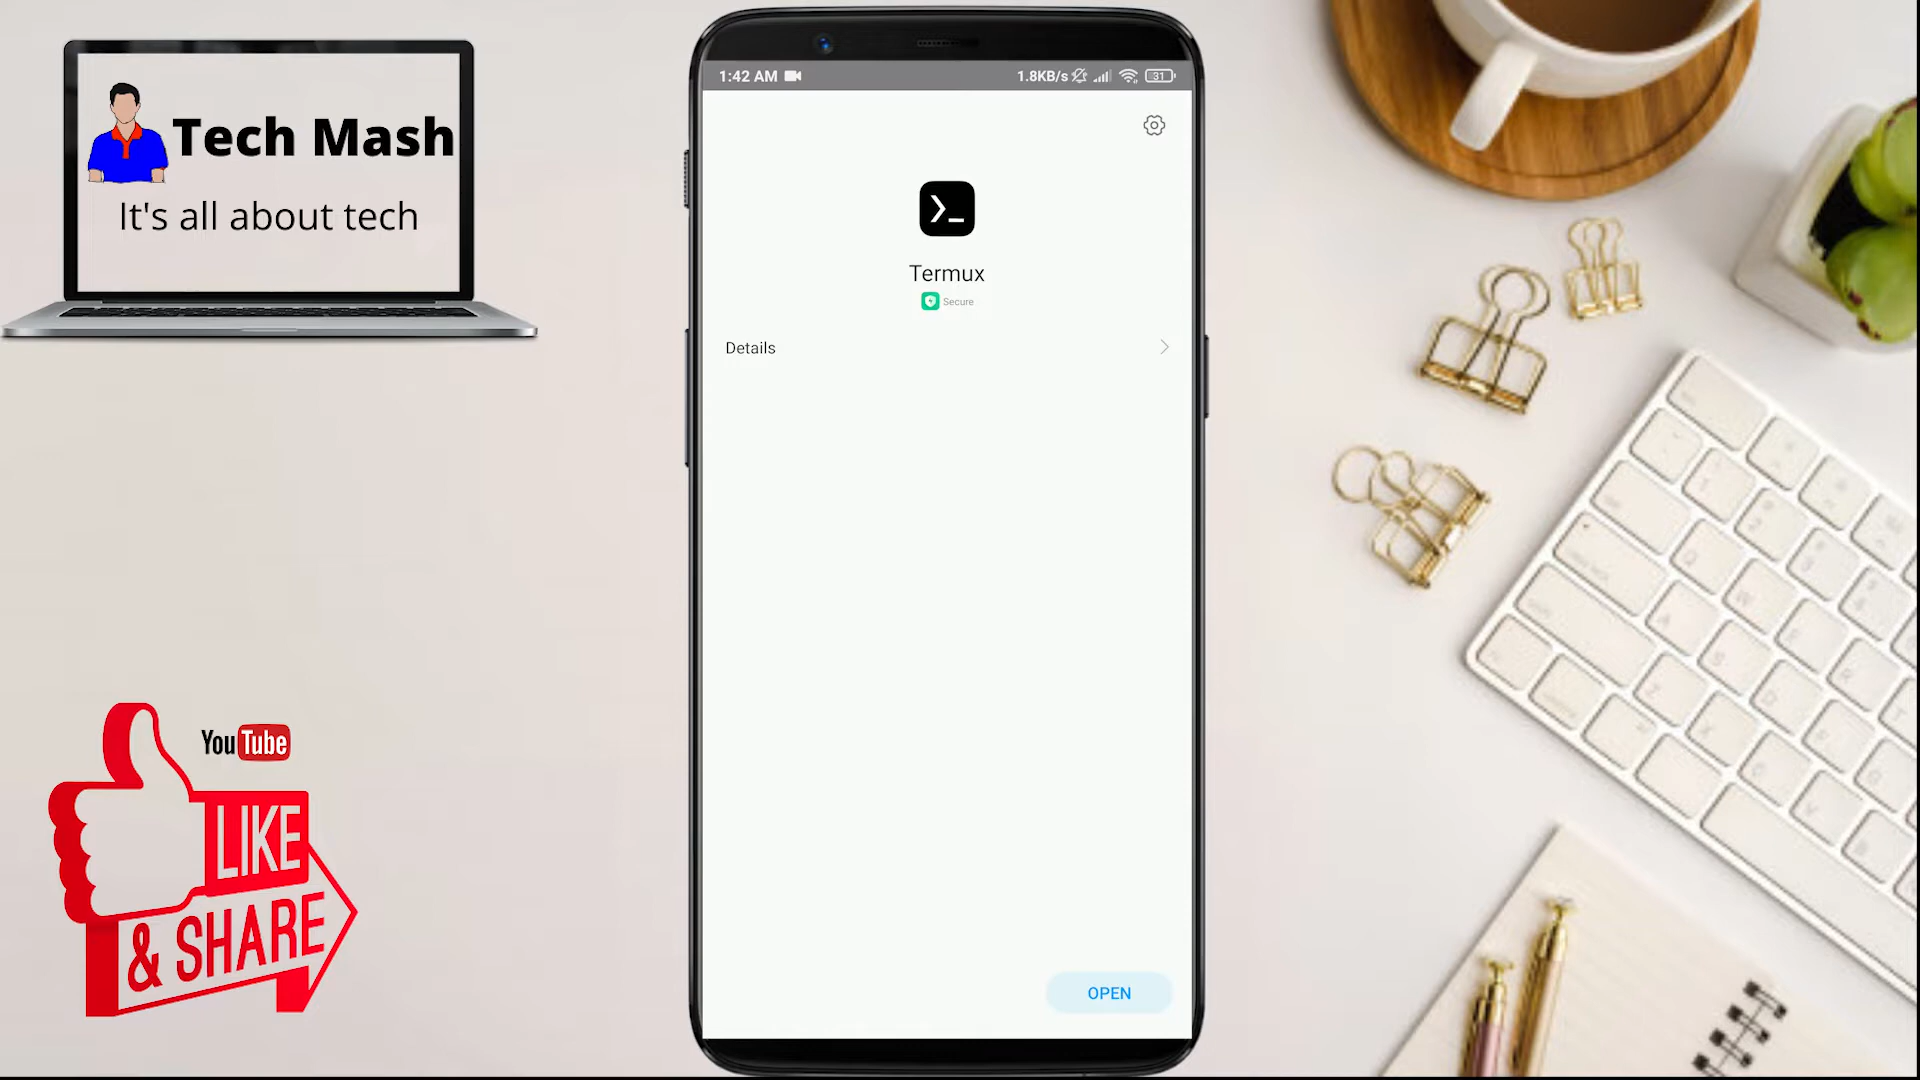 Tech Mash
It's all about tech
YouTube
LIKE
& SHARE
1:42 AM
1.8KB/s
31
Termux
Secure
Details
OPEN